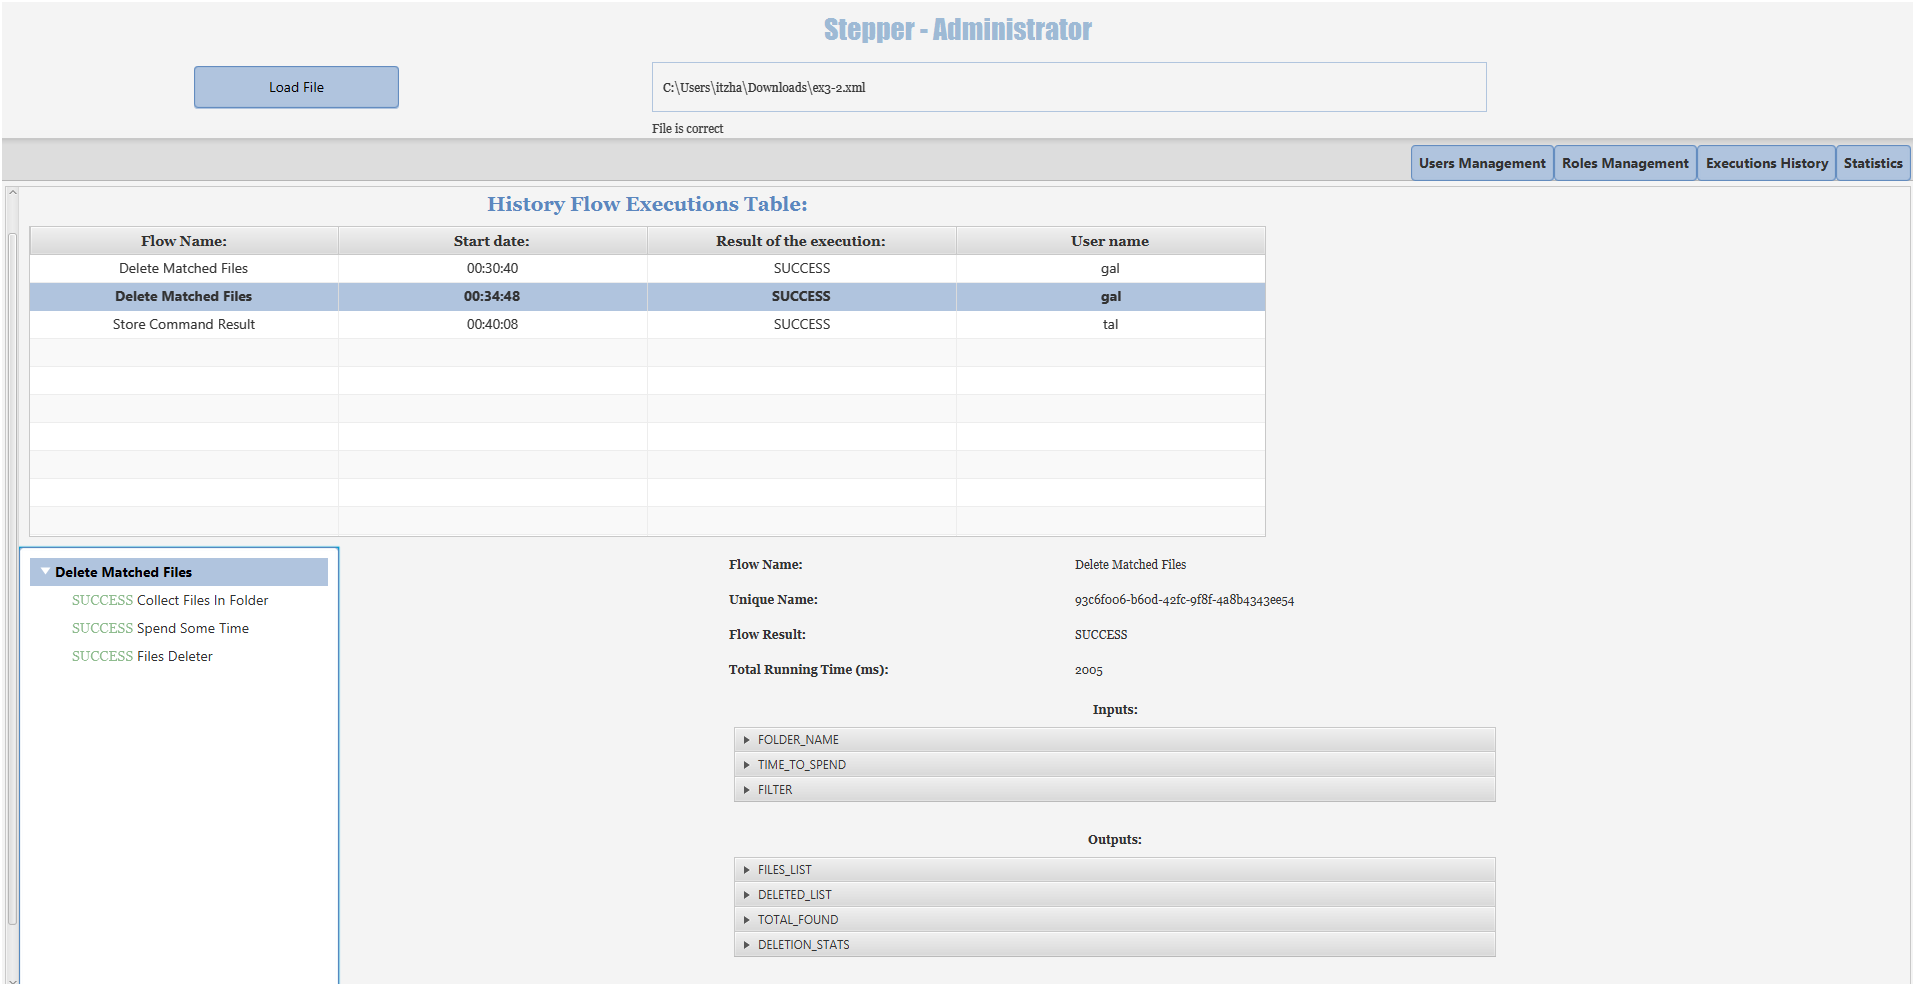 Stepper - Administrator
Load File
C:\Users\itzha\Downloads\ex3-2.xml
File is correct
Users Management Roles Management Executions History Statistics
History Flow Executions Table:
Flow Name: Start date: Result of the execution: User name
Delete Matched Files 00:30:40 SUCCESS gal
Delete Matched Files 00:34:48 SUCCESS gal
Store Command Result 00:40:08 SUCCESS tal
Delete Matched Files
SUCCESS Collect Files In Folder
SUCCESS Spend Some Time
SUCCESS Files Deleter
Flow Name: Delete Matched Files
Unique Name: 93c6f006-b60d-42fc-9f8f-4a8b4343ee54
Flow Result: SUCCESS
Total Running Time (ms): 2005
Inputs:
FOLDER_NAME
TIME_TO_SPEND
FILTER
Outputs:
FILES_LIST
DELETED_LIST
TOTAL_FOUND
DELETION_STATS